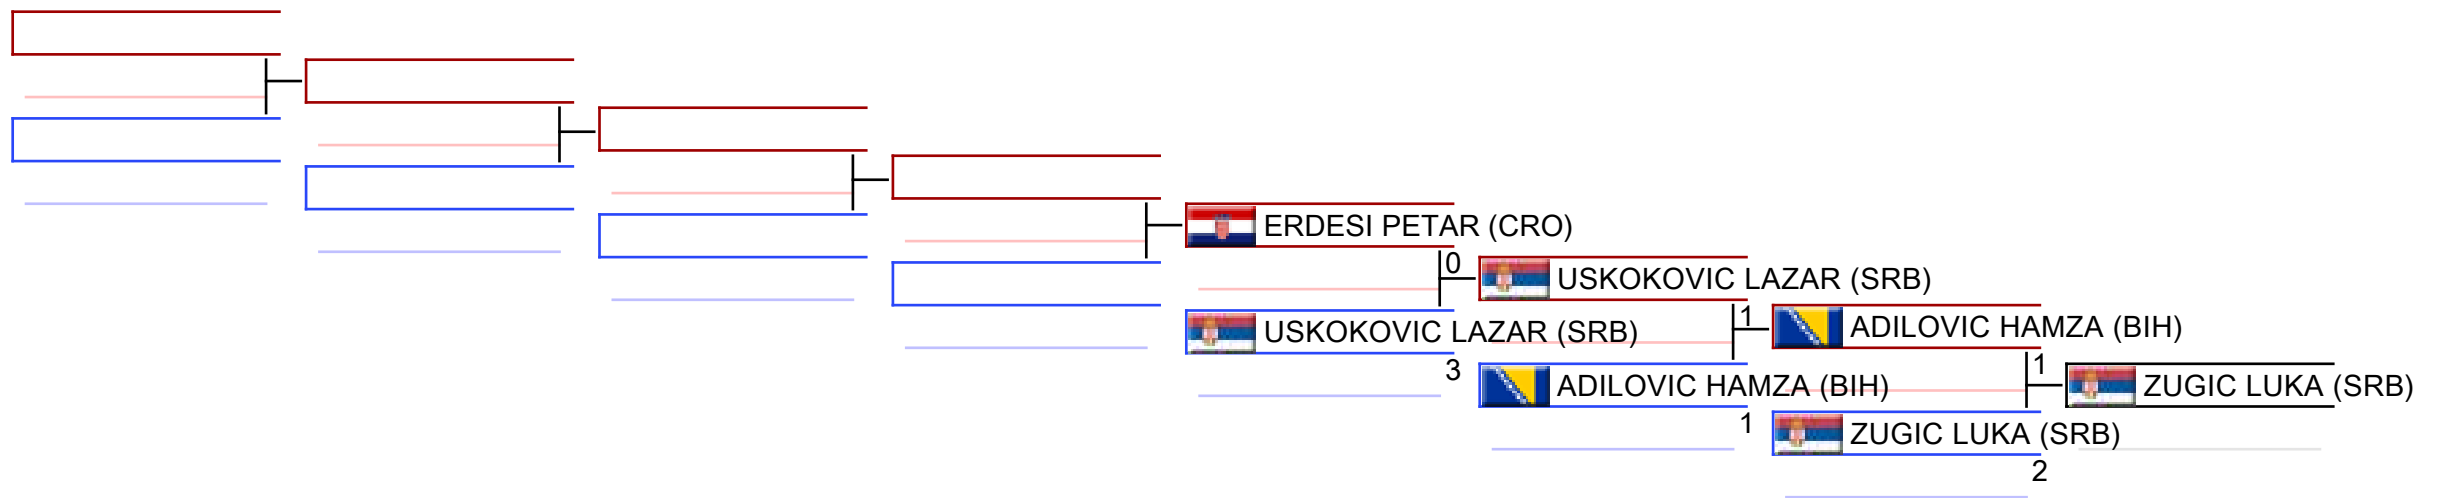 ERDESI PETAR (CRO)
0
USKOKOVIC LAZAR (SRB)
USKOKOVIC LAZAR (SRB)
3
1
ADILOVIC HAMZA (BIH)
ADILOVIC HAMZA (BIH)
1
1
ZUGIC LUKA (SRB)
ZUGIC LUKA (SRB)
2